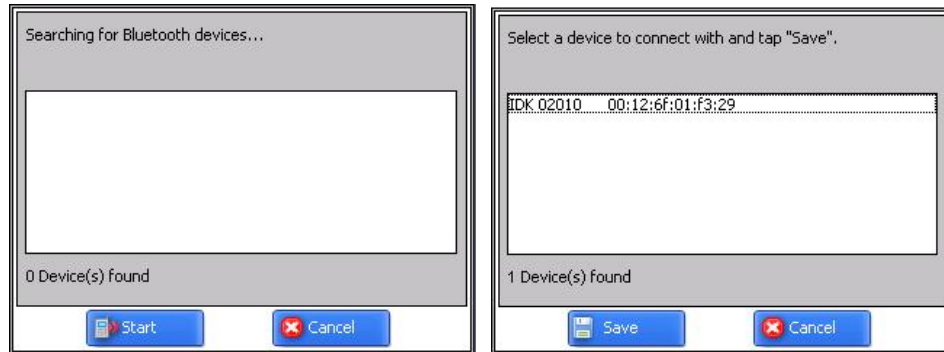 Searching for Bluetooth devices...
0 Device(s) found
Start
Cancel
Select a device to connect with and tap "Save".
IDK 02010 00:12:6f:01:f3:29
1 Device(s) found
Save
Cancel